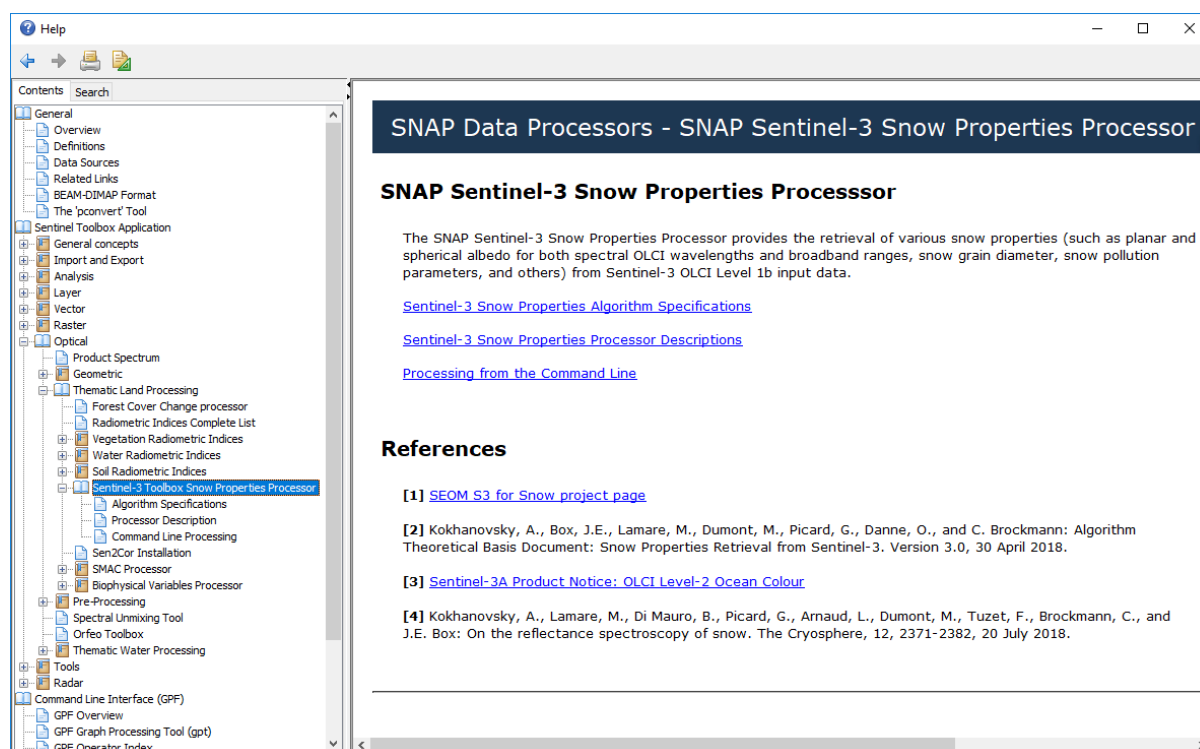 Help
Contents
Search
General
Overview
Definitions
Data Sources
Related Links
BEAM-DIMAP Format
The 'pconvert' Tool
Sentinel Toolbox Application
General concepts
Import and Export
Analysis
Layer
Vector
Raster
Optical
Product Spectrum
Geometric
Thematic Land Processing
Forest Cover Change processor
Radiometric Indices Complete List
Vegetation Radiometric Indices
Water Radiometric Indices
Soil Radiometric Indices
Sentinel-3 Toolbox Snow Properties Processor
Algorithm Specifications
Processor Description
Command Line Processing
Sen2Cor Installation
SMAC Processor
Biophysical Variables Processor
Pre-Processing
Spectral Unmixing Tool
Orfeo Toolbox
Thematic Water Processing
Tools
Radar
Command Line Interface (GPF)
GPF Overview
GPF Graph Processing Tool (gpt)
GPF Operator Index
SNAP Data Processors - SNAP Sentinel-3 Snow Properties Processor
SNAP Sentinel-3 Snow Properties Processsor
The SNAP Sentinel-3 Snow Properties Processor provides the retrieval of various snow properties (such as planar and
spherical albedo for both spectral OLCI wavelengths and broadband ranges, snow grain diameter, snow pollution
parameters, and others) from Sentinel-3 OLCI Level 1b input data.
Sentinel-3 Snow Properties Algorithm Specifications
Sentinel-3 Snow Properties Processor Descriptions
Processing from the Command Line
References
[1] SEOM S3 for Snow project page
[2] Kokhanovsky, A., Box, J.E., Lamare, M., Dumont, M., Picard, G., Danne, O., and C. Brockmann: Algorithm
Theoretical Basis Document: Snow Properties Retrieval from Sentinel-3. Version 3.0, 30 April 2018.
[3] Sentinel-3A Product Notice: OLCI Level-2 Ocean Colour
[4] Kokhanovsky, A., Lamare, M., Di Mauro, B., Picard, G., Arnaud, L., Dumont, M., Tuzet, F., Brockmann, C., and
J.E. Box: On the reflectance spectroscopy of snow. The Cryosphere, 12, 2371-2382, 20 July 2018.